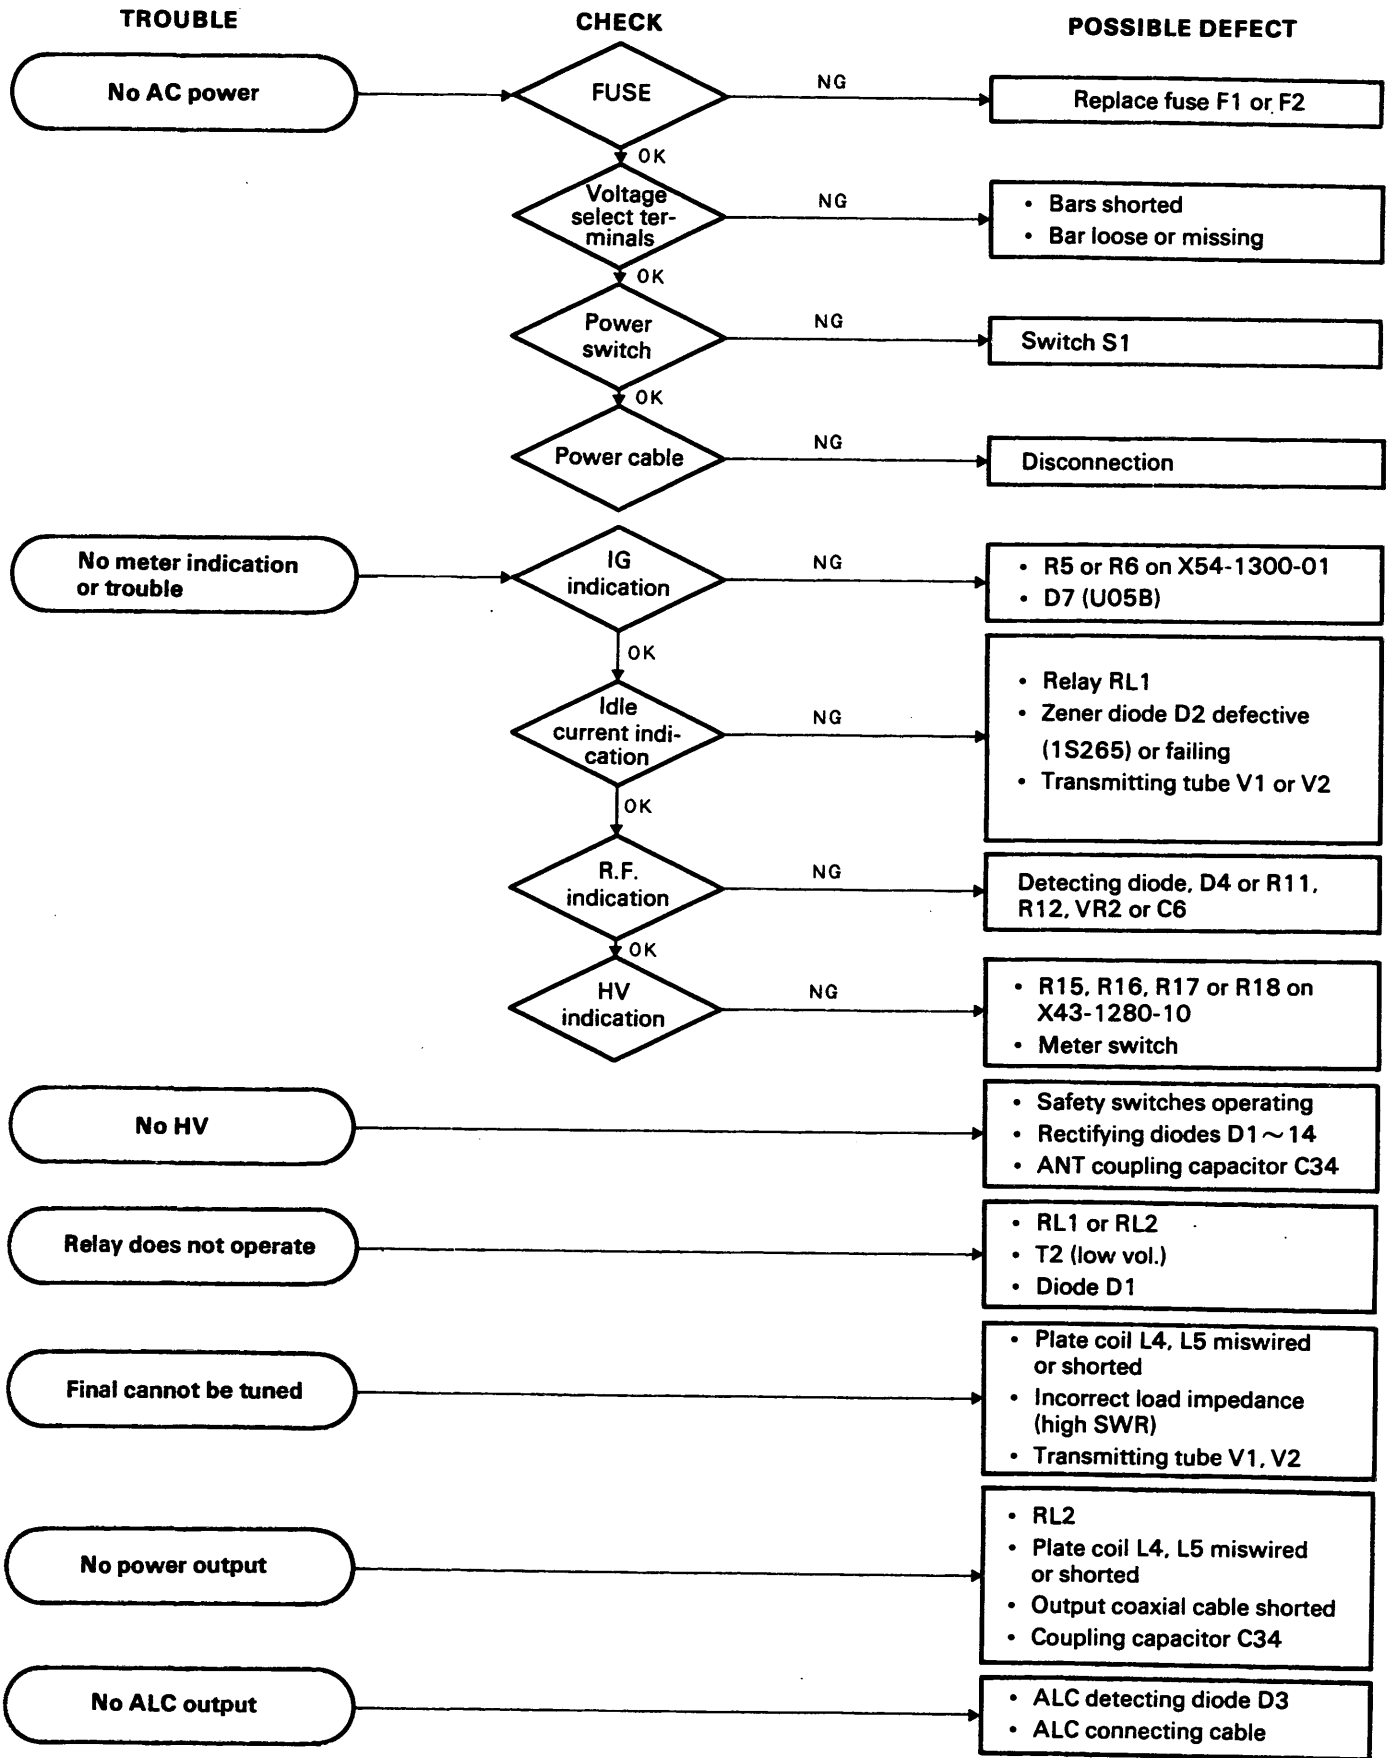 TROUBLE
CHECK
POSSIBLE DEFECT
No AC power
FUSE
NG
Replace fuse F1 or F2
OK
Voltage
select ter-
minals
NG
• Bars shorted
• Bar loose or missing
OK
Power
switch
NG
Switch S1
OK
Power cable
NG
Disconnection
No meter indication
or trouble
IG
indication
NG
• R5 or R6 on X54-1300-01
• D7 (U05B)
OK
Idle
current indi-
cation
NG
• Relay RL1
• Zener diode D2 defective
(1S265) or failing
• Transmitting tube V1 or V2
OK
R.F.
indication
NG
Detecting diode, D4 or R11,
R12, VR2 or C6
OK
HV
indication
NG
• R15, R16, R17 or R18 on
X43-1280-10
• Meter switch
No HV
• Safety switches operating
• Rectifying diodes D1~14
• ANT coupling capacitor C34
Relay does not operate
• RL1 or RL2
• T2 (low vol.)
• Diode D1
Final cannot be tuned
• Plate coil L4, L5 miswired
or shorted
• Incorrect load impedance
(high SWR)
• Transmitting tube V1, V2
No power output
• RL2
• Plate coil L4, L5 miswired
or shorted
• Output coaxial cable shorted
• Coupling capacitor C34
No ALC output
• ALC detecting diode D3
• ALC connecting cable